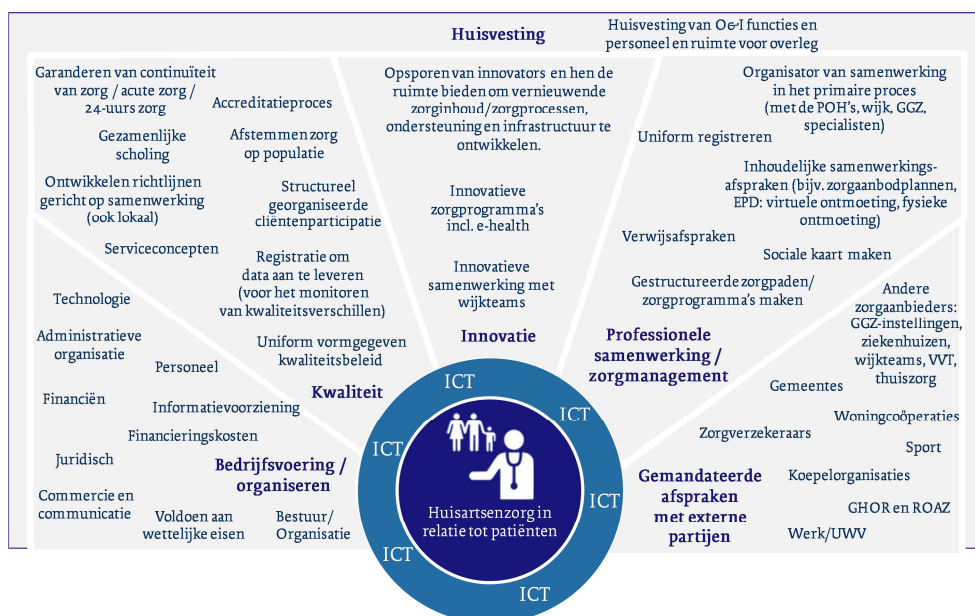 Huisvesting
Huisvesting van O&I functies en
personeel en ruimte voor overleg
Garanderen van continuïteit
van zorg / acute zorg /
24-uurs zorg
Accreditatieproces
Gezamenlijke
scholing
Afstemmen zorg
op populatie
Ontwikkelen richtlijnen
gericht op samenwerking
(ook lokaal)
Structureel
georganiseerde
cliëntenparticipatie
Serviceconcepten
Registratie om
data aan te leveren
(voor het monitoren
van kwaliteitsverschillen)
Uniform vormgegeven
kwaliteitsbeleid
Kwaliteit
Opsporen van innovators en hen de
ruimte bieden om vernieuwende
zorginhoud/zorgprocessen,
ondersteuning en infrastructuur te
ontwikkelen.
Innovatieve
zorgprogramma's
incl. e-health
Innovatieve
samenwerking met
wijkteams
Innovatie
Organisator van samenwerking
in het primaire proces
(met de POH's, wijk, GGZ,
specialisten)
Uniform registreren
Inhoudelijke samenwerkings-
afspraken (bijv. zorgaanbodplannen,
EPD: virtuele ontmoeting, fysieke
ontmoeting)
Verwijsafspraken
Sociale kaart maken
Gestructureerde zorgpaden/
zorgprogramma's maken
Professionele
samenwerking /
zorgmanagement
Technologie
Administratieve
organisatie
Personeel
Financiën
Informatievoorziening
Financieringskosten
Juridisch
Bedrijfsvoering /
organiseren
Commercie en
communicatie
Voldoen aan
wettelijke eisen
Bestuur/
Organisatie
Andere
zorgaanbieders:
GGZ-instellingen,
ziekenhuizen,
wijkteams, VVT,
thuiszorg
Gemeentes
Woningcoöperaties
Zorgverzekeraars
Sport
Gemandateerde
afspraken
met externe
partijen
Koepelorganisaties
GHOR en ROAZ
Werk/UWV
ICT
ICT
ICT
ICT
ICT
ICT
Huisartsenzorg in
relatie tot patiënten